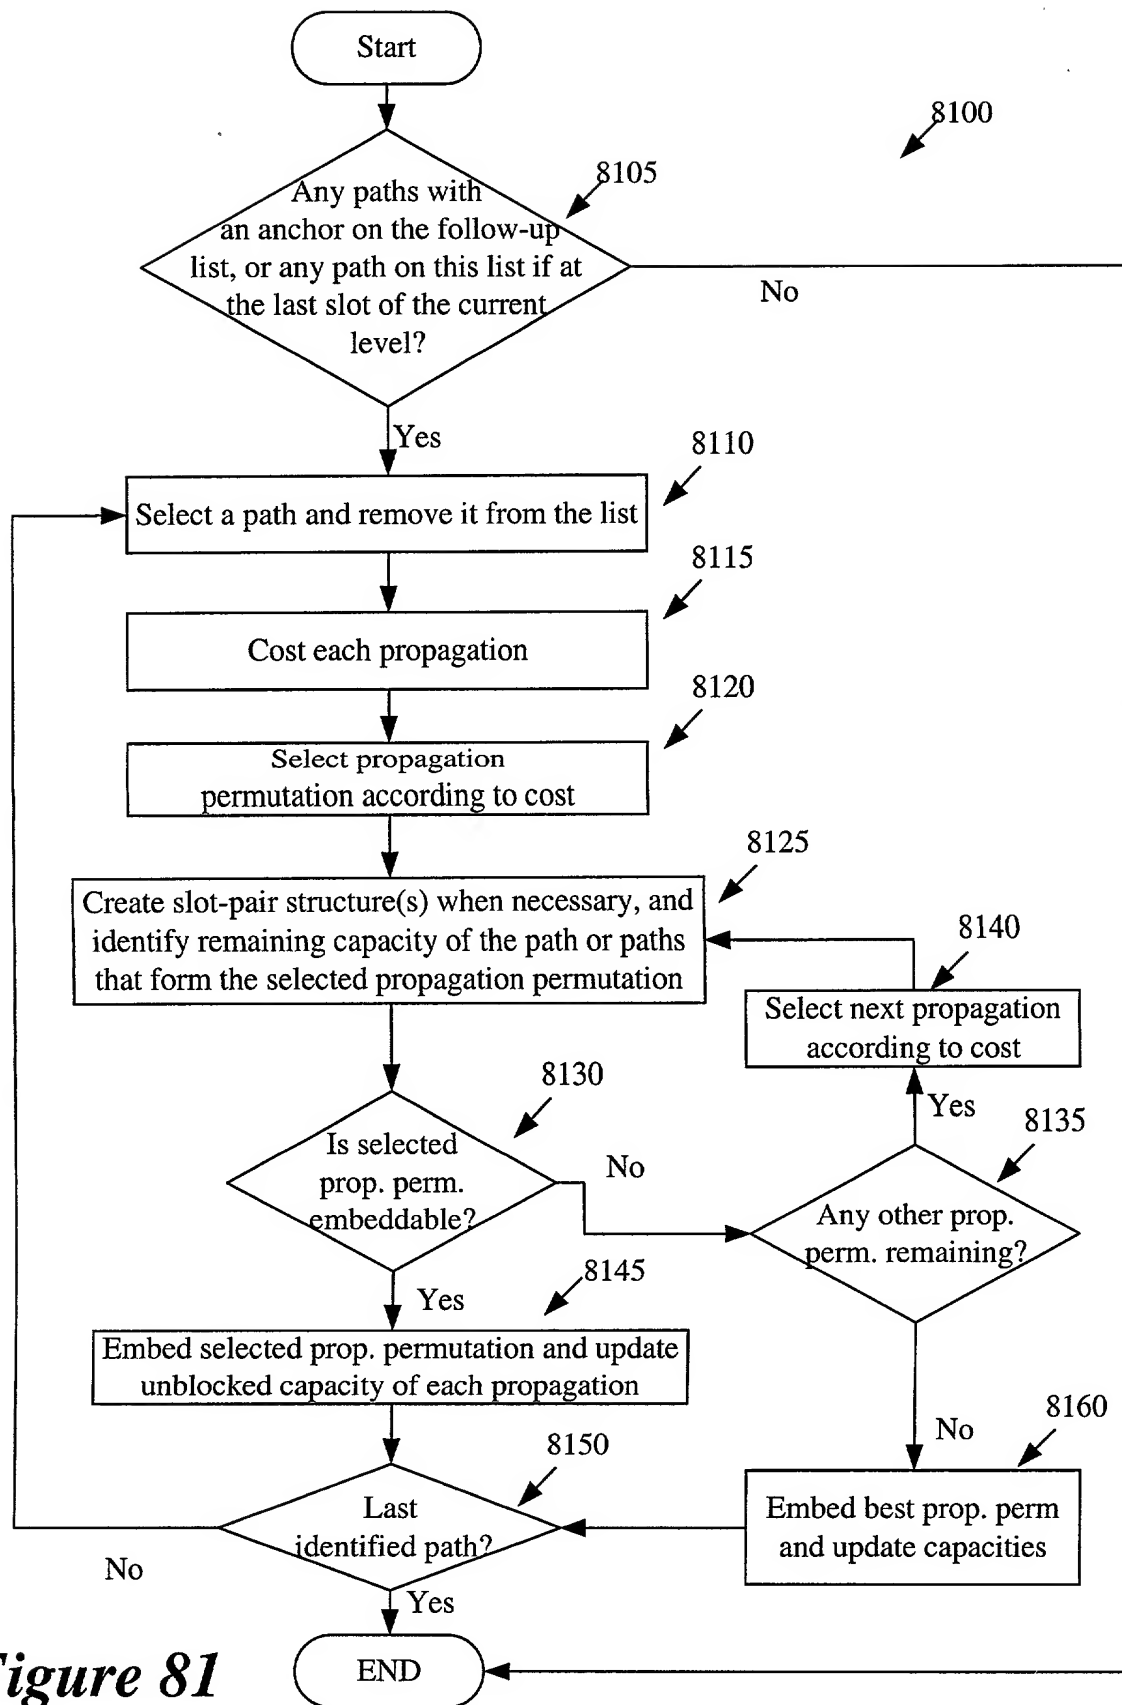 Start
8100
8105
Any paths with
an anchor on the follow-up
list, or any path on this list if at
the last slot of the current
level?
No
Yes
8110
Select a path and remove it from the list
8115
Cost each propagation
8120
Select propagation
permutation according to cost
8125
Create slot-pair structure(s) when necessary, and
identify remaining capacity of the path or paths
that form the selected propagation permutation
8140
Select next propagation
according to cost
8130
Yes
8135
Is selected
prop. perm.
embeddable?
No
Any other prop.
perm. remaining?
8145
Yes
Embed selected prop. permutation and update
unblocked capacity of each propagation
8160
No
8150
Embed best prop. perm
and update capacities
Last
identified path?
No
Yes
END
Figure 81